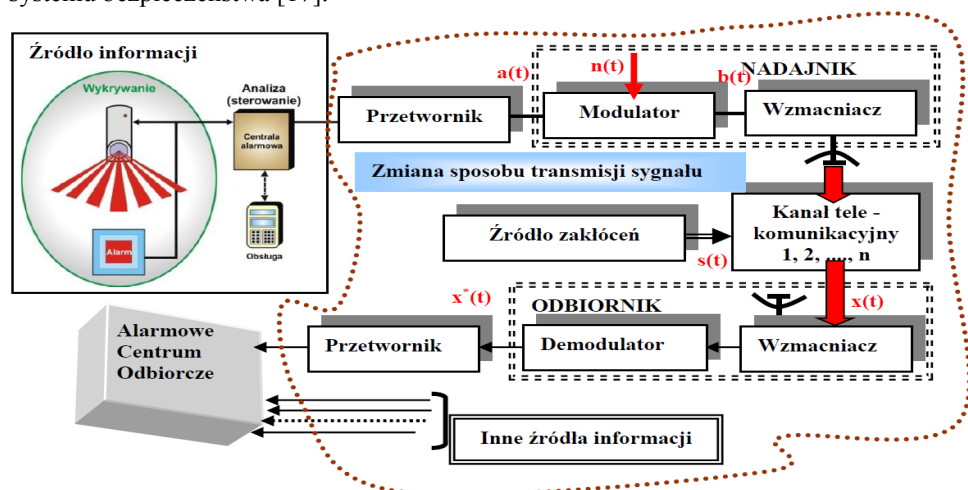 systemu bezpieczeństwa [17].
Źródło informacji
Wykrywanie
Analiza
(sterowanie)
Centrala
alarmowa
Obsługa
Alarm
Przetwornik
a(t)
n(t)
b(t)
NADAJNIK
Modulator
Wzmacniacz
Zmiana sposobu transmisji sygnału
Źródło zakłóceń
s(t)
Kanał tele -
komunikacyjny
1, 2, ...., n
x*(t)
ODBIORNIK
x(t)
Alarmowe
Centrum
Odbiorcze
Przetwornik
Demodulator
Wzmacniacz
Inne źródła informacji